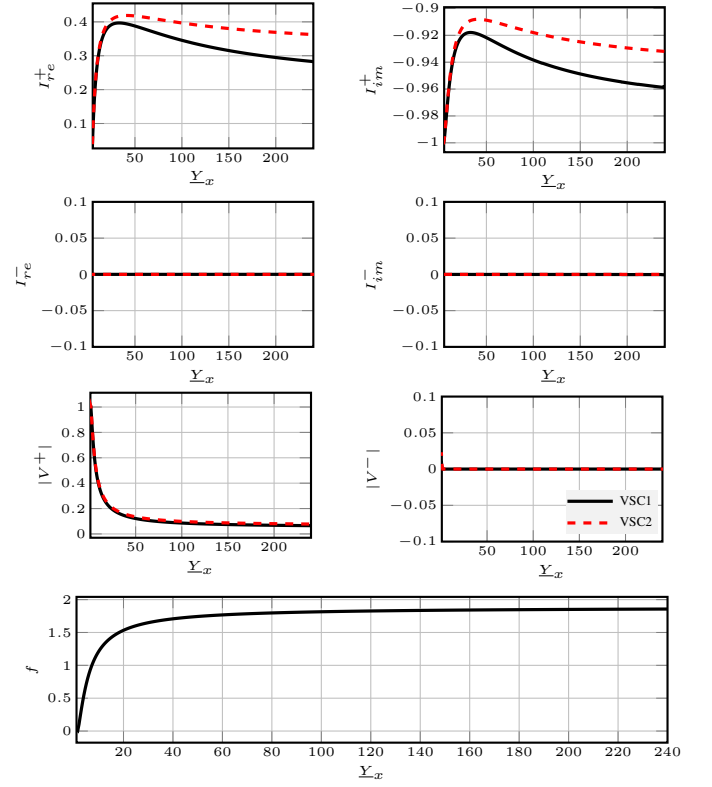 0.4
0.3
0.2
0.1
50 100 150 200
I⁺re
Y̲x
−0.9
−0.92
−0.94
−0.96
−0.98
−1
50 100 150 200
I⁺im
Y̲x
0.1
0.05
0
−0.05
−0.1
50 100 150 200
I⁻re
Y̲x
0.1
0.05
0
−0.05
−0.1
50 100 150 200
I⁻im
Y̲x
1
0.8
0.6
0.4
0.2
0
50 100 150 200
|V⁺|
Y̲x
0.1
0.05
0
−0.05
−0.1
50 100 150 200
|V⁻|
Y̲x
VSC1
VSC2
2
1.5
1
0.5
0
20 40 60 80 100 120 140 160 180 200 220 240
f
Y̲x